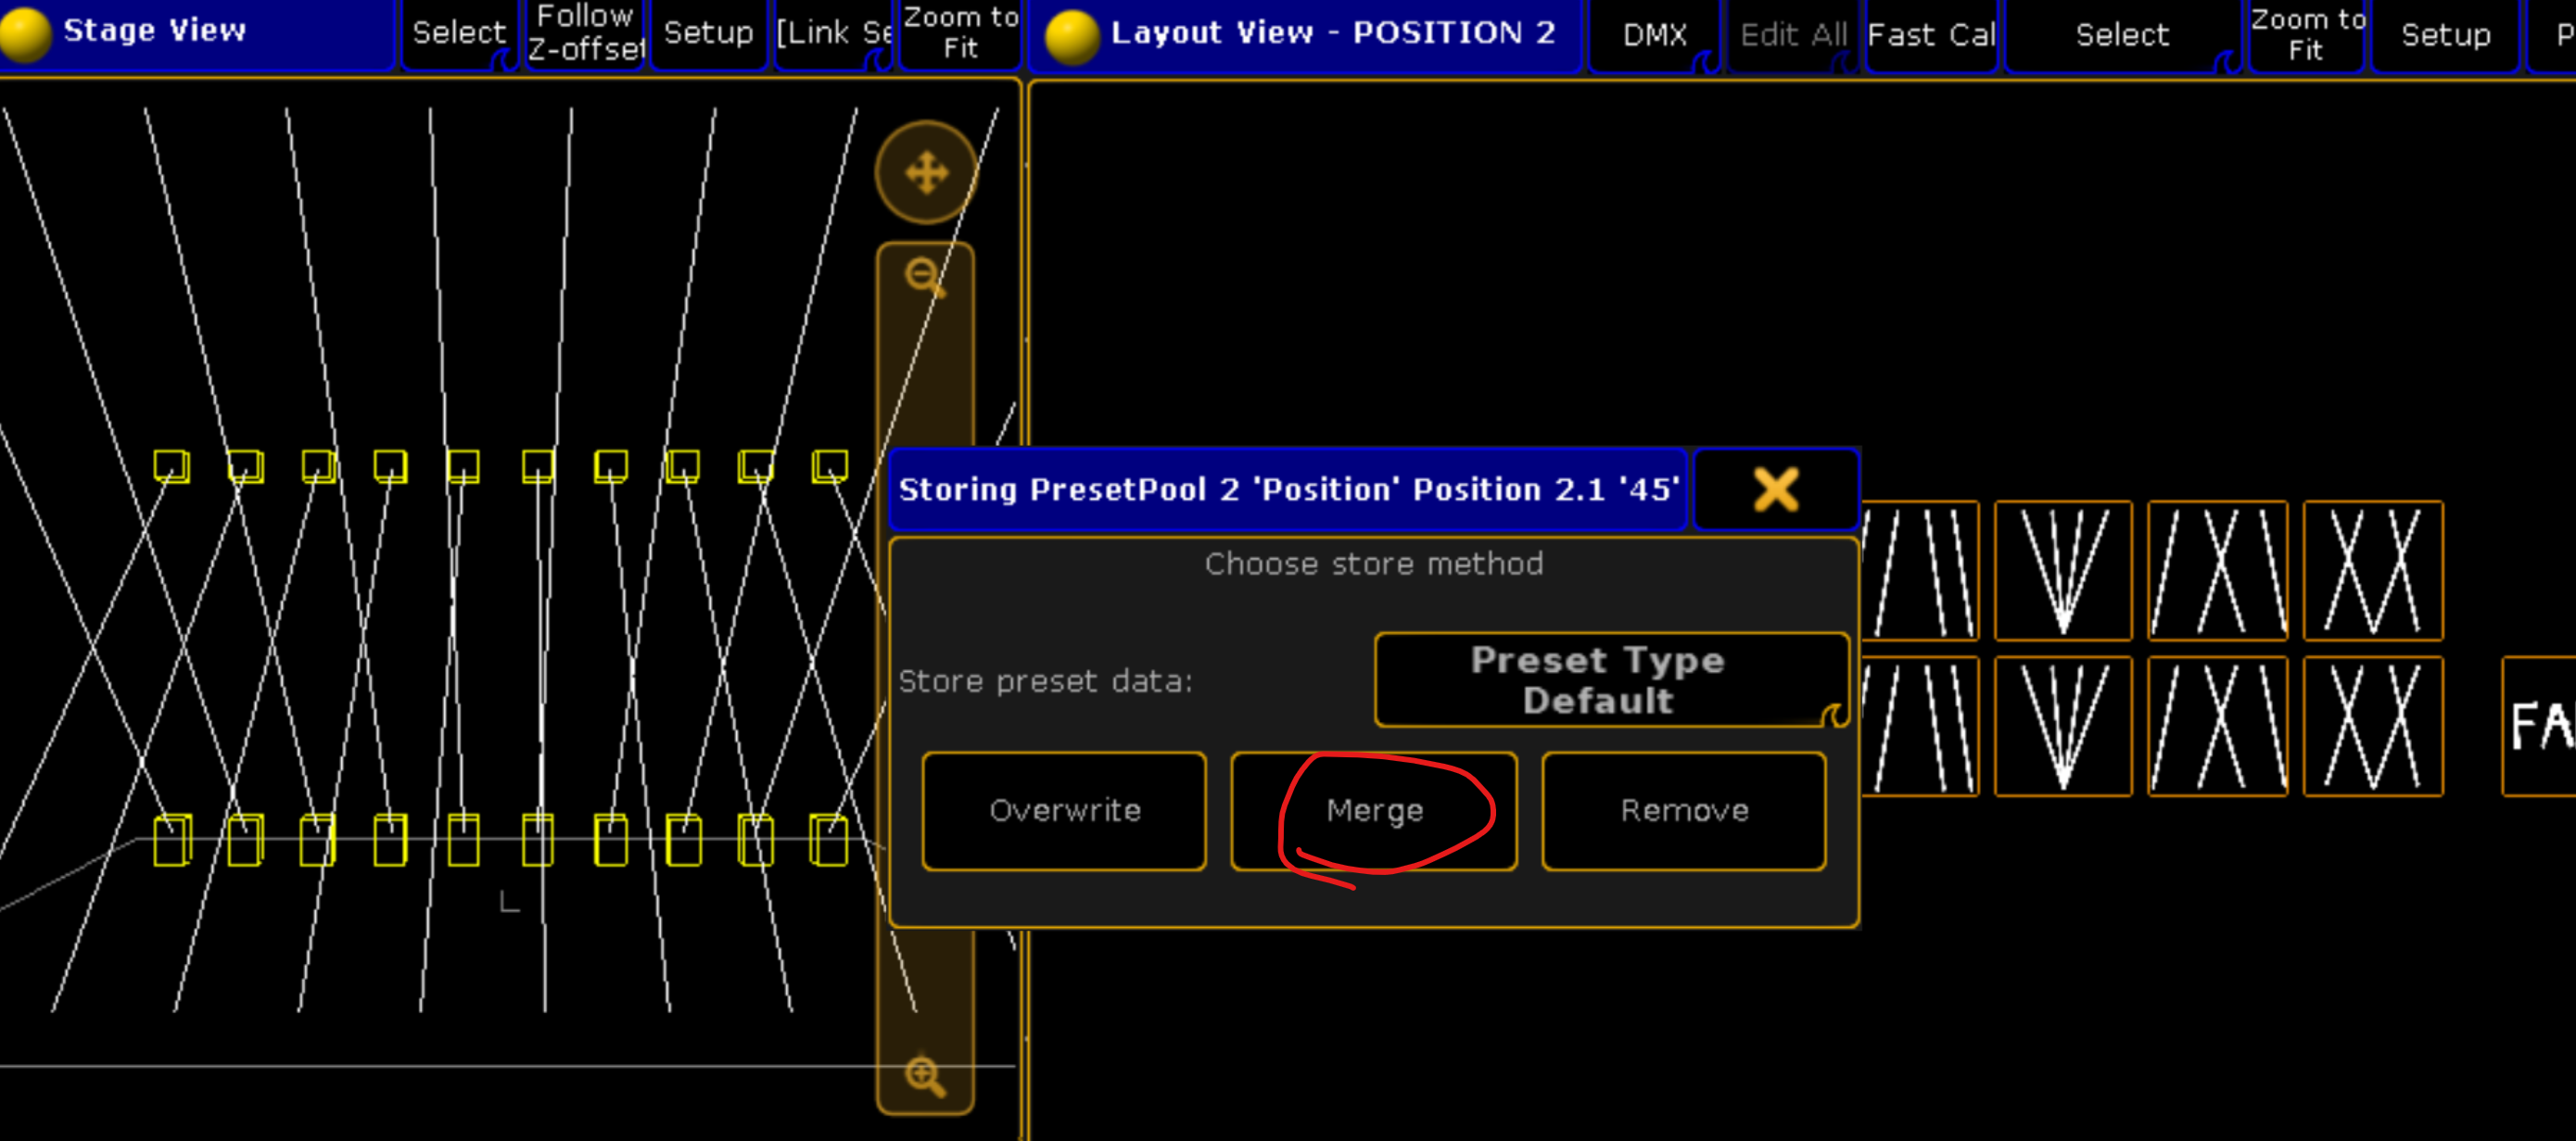 Stage View
Select
Follow
Z-offset
Setup
[Link Se
Zoom to
Fit
Layout View - POSITION 2
DMX
Edit All
Fast Cal
Select
Zoom to
Fit
Setup
P
Storing PresetPool 2 'Position' Position 2.1 '45'
Choose store method
Store preset data:
Preset Type
Default
Overwrite
Merge
Remove
FA